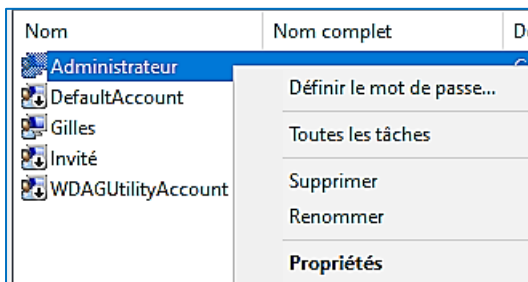 Nom Nom complet
Administrateur
Définir le mot de passe...
DefaultAccount
Toutes les tâches
Gilles
Invité
Supprimer
WDAGUtilityAccount
Renommer
Propriétés